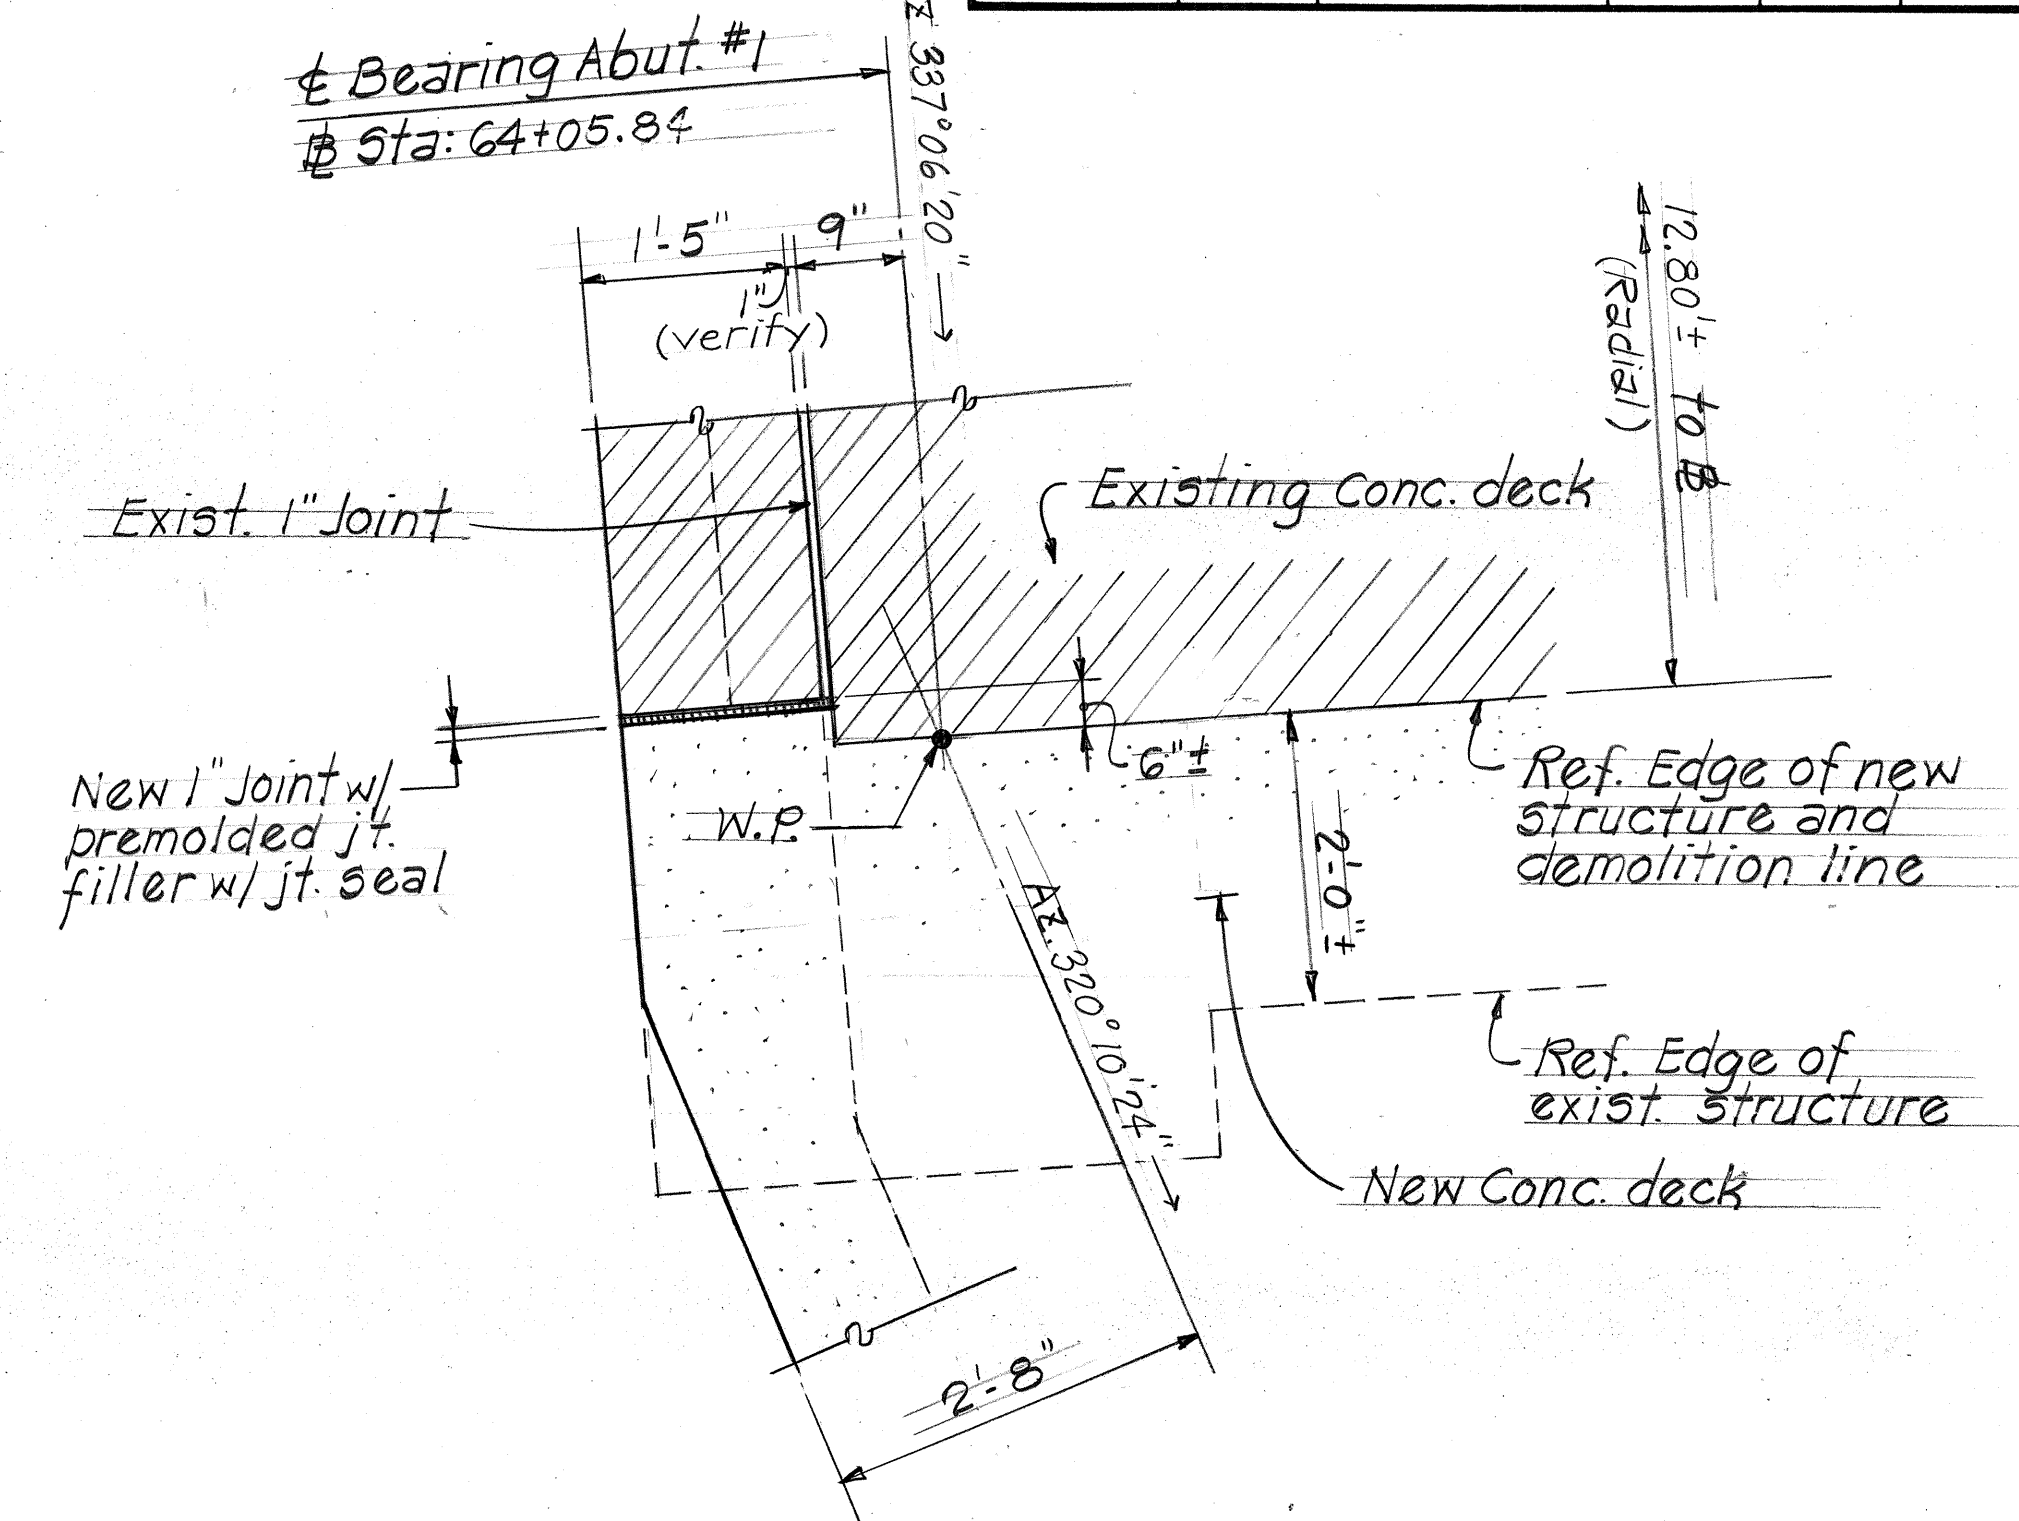 ℄ Bearing Abut. #1
B̵ Sta: 64+05.84
z 337°06'20"
1'-5"
9"
1"
(verify)
12.80'± to B̵
(Radial)
Exist. 1" Joint
Existing Conc. deck
New 1" Joint w/
premolded jt.
filler w/ jt. seal
W.P.
6"±
2'-0"±
Ref. Edge of new
structure and
demolition line
Az. 320°10'24"
Ref. Edge of
exist. structure
New Conc. deck
2'-8"